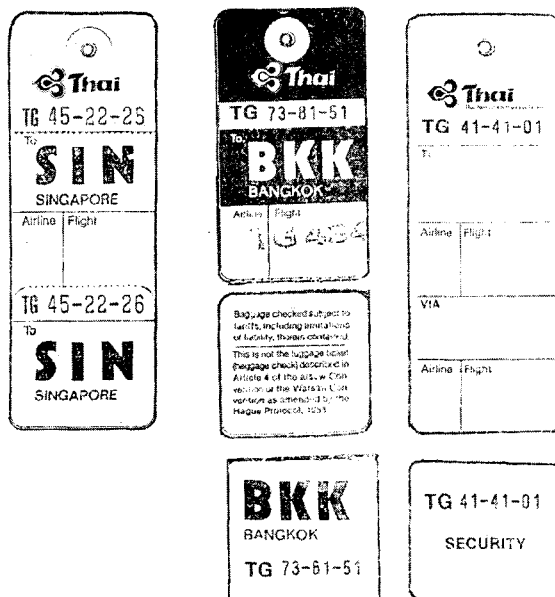 Thai
TG 45-22-26
To
SIN
SINGAPORE
Airline Flight
TG 45-22-26
To
SIN
SINGAPORE
Thai
TG 73-81-51
To
BKK
BANGKOK
Airline Flight
Baggage checked subject to
tariffs, including limitations
of liability, therein contained.
This is not the luggage ticket
(baggage check) described in
Article 4 of the
Convention or the Warsaw Con
vention as amended by the
Hague Protocol,
BKK
BANGKOK
TG 73-81-51
Thai
TG 41-41-01
To
Airline Flight
VIA
Airline Flight
TG 41-41-01
SECURITY